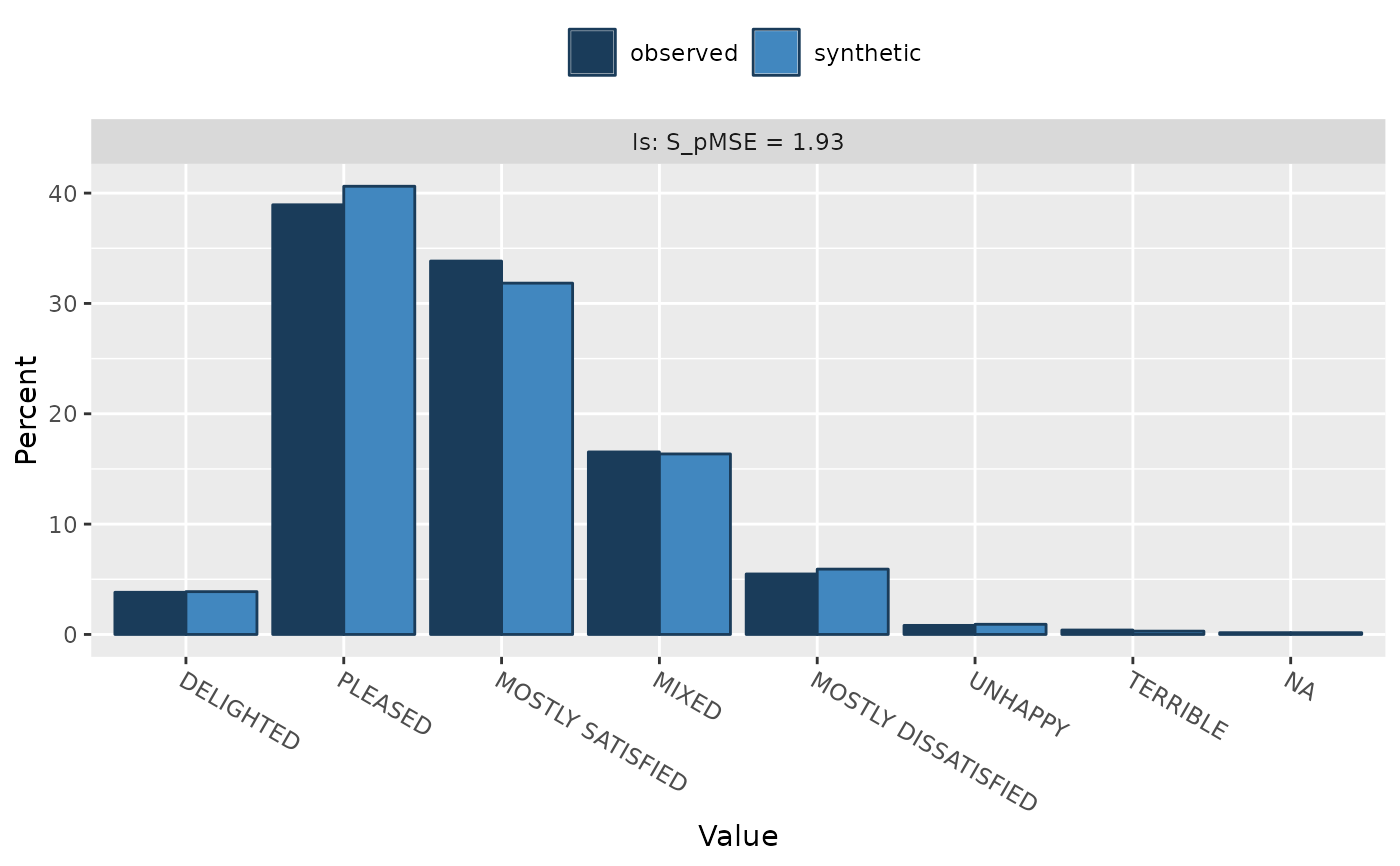 observed synthetic
ls: S_pMSE = 1.93
40
30
20
10
0
Percent
DELIGHTED
PLEASED
MOSTLY SATISFIED
MIXED
MOSTLY DISSATISFIED
UNHAPPY
TERRIBLE
NA
Value